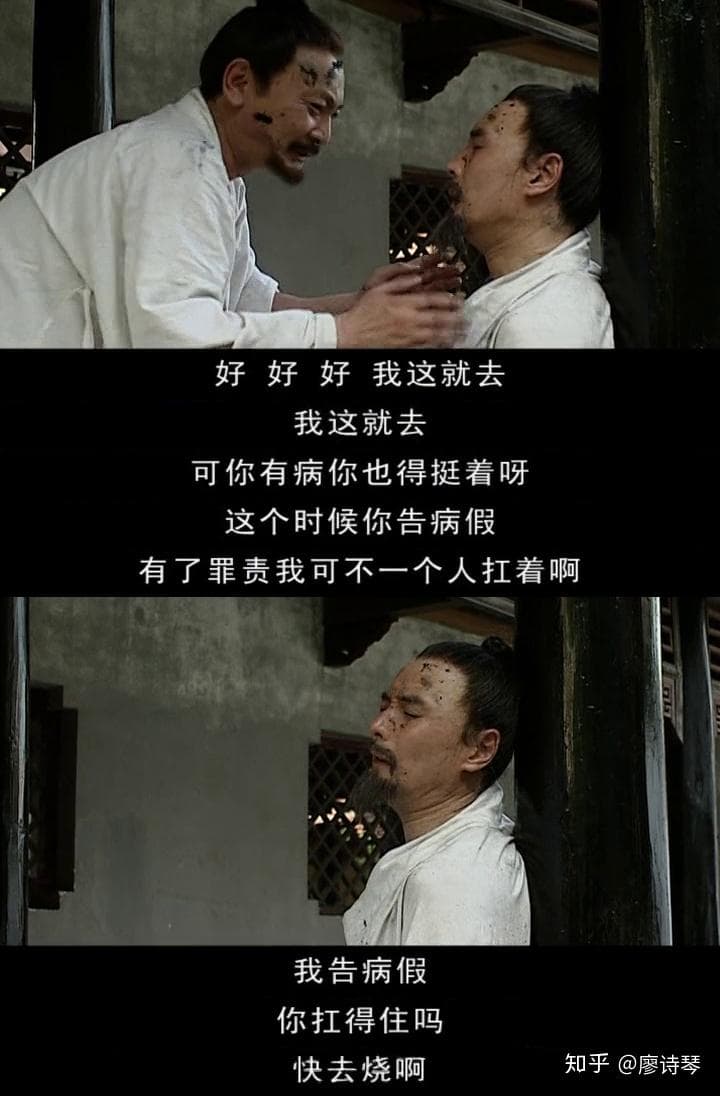 好 好 好 我这就去
我这就去
可你有病你也得挺着呀
这个时候你告病假
有了罪责我可不一个人扛着啊
我告病假
你扛得住吗
快去烧啊
知乎 @廖诗琴